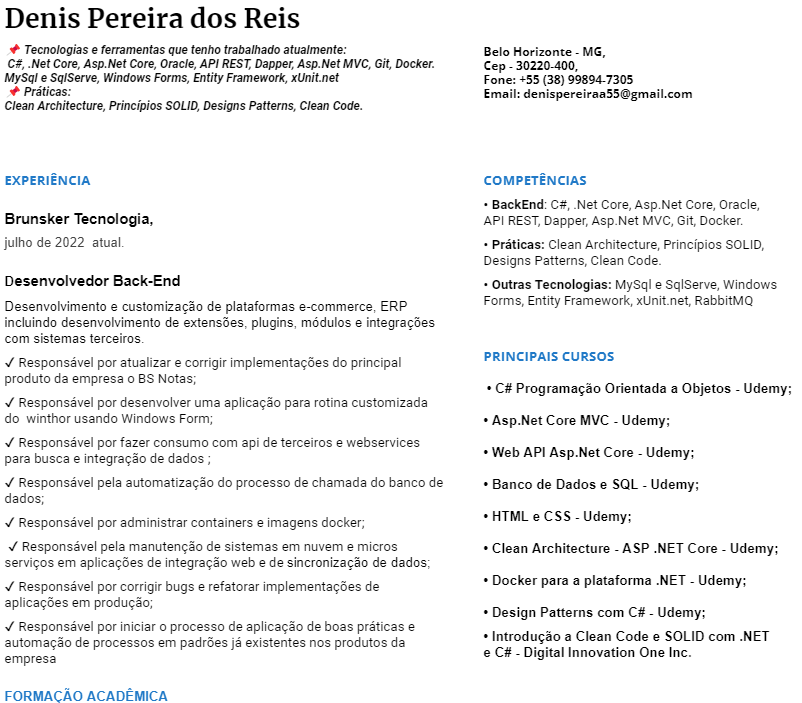 Denis Pereira dos Reis
📌 Tecnologias e ferramentas que tenho trabalhado atualmente:
C#, .Net Core, Asp.Net Core, Oracle, API REST, Dapper, Asp.Net MVC, Git, Docker.
MySql e SqlServe, Windows Forms, Entity Framework, xUnit.net
📌 Práticas:
Clean Architecture, Princípios SOLID, Designs Patterns, Clean Code.
Belo Horizonte - MG,
Cep - 30220-400,
Fone: +55 (38) 99894-7305
Email: denispereiraa55@gmail.com
EXPERIÊNCIA
Brunsker Tecnologia,
julho de 2022 atual.
Desenvolvedor Back-End
Desenvolvimento e customização de plataformas e-commerce, ERP
incluindo desenvolvimento de extensões, plugins, módulos e integrações
com sistemas terceiros.
✓ Responsável por atualizar e corrigir implementações do principal
produto da empresa o BS Notas;
✓ Responsável por desenvolver uma aplicação para rotina customizada
do winthor usando Windows Form;
✓ Responsável por fazer consumo com api de terceiros e webservices
para busca e integração de dados ;
✓ Responsável pela automatização do processo de chamada do banco de
dados;
✓ Responsável por administrar containers e imagens docker;
✓ Responsável pela manutenção de sistemas em nuvem e micros
serviços em aplicações de integração web e de sincronização de dados;
✓ Responsável por corrigir bugs e refatorar implementações de
aplicações em produção;
✓ Responsável por iniciar o processo de aplicação de boas práticas e
automação de processos em padrões já existentes nos produtos da
empresa
FORMAÇÃO ACADÊMICA
COMPETÊNCIAS
• BackEnd: C#, .Net Core, Asp.Net Core, Oracle,
API REST, Dapper, Asp.Net MVC, Git, Docker.
• Práticas: Clean Architecture, Princípios SOLID,
Designs Patterns, Clean Code.
• Outras Tecnologias: MySql e SqlServe, Windows
Forms, Entity Framework, xUnit.net, RabbitMQ
PRINCIPAIS CURSOS
• C# Programação Orientada a Objetos - Udemy;
• Asp.Net Core MVC - Udemy;
• Web API Asp.Net Core - Udemy;
• Banco de Dados e SQL - Udemy;
• HTML e CSS - Udemy;
• Clean Architecture - ASP .NET Core - Udemy;
• Docker para a plataforma .NET - Udemy;
• Design Patterns com C# - Udemy;
• Introdução a Clean Code e SOLID com .NET
e C# - Digital Innovation One Inc.